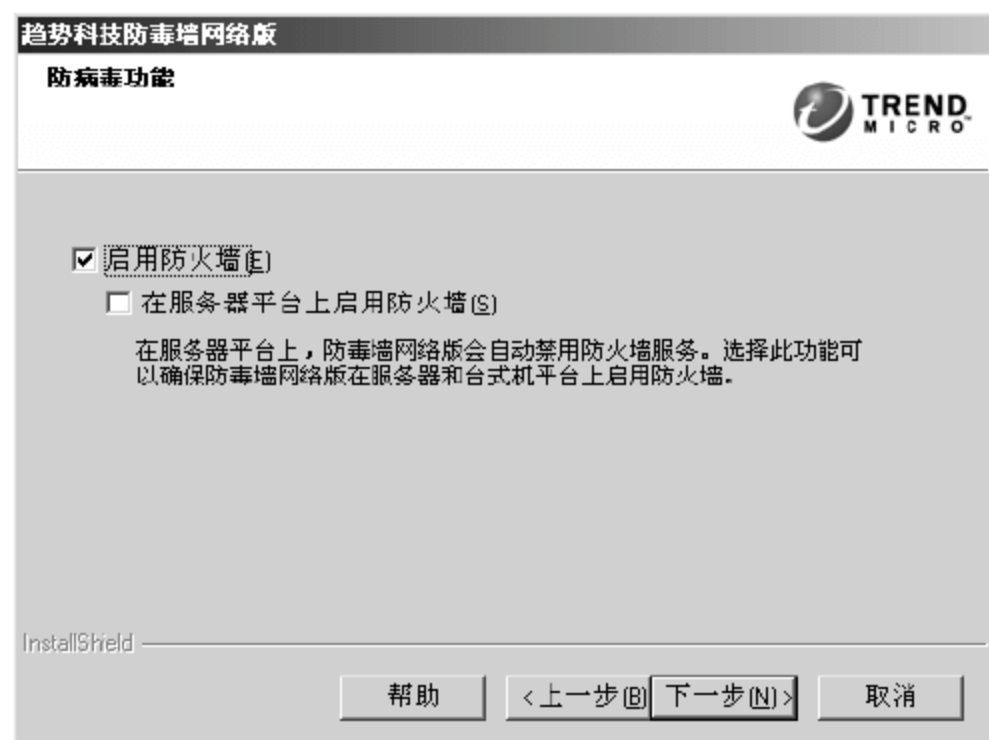 趋势科技防毒墙网络版
防病毒功能
TREND
MICRO
启用防火墙(E)
在服务器平台上启用防火墙(S)
在服务器平台上，防毒墙网络版会自动禁用防火墙服务。选择此功能可
以确保防毒墙网络版在服务器和台式机平台上启用防火墙。
InstallShield
帮助
<上一步(B)
下一步(N)>
取消